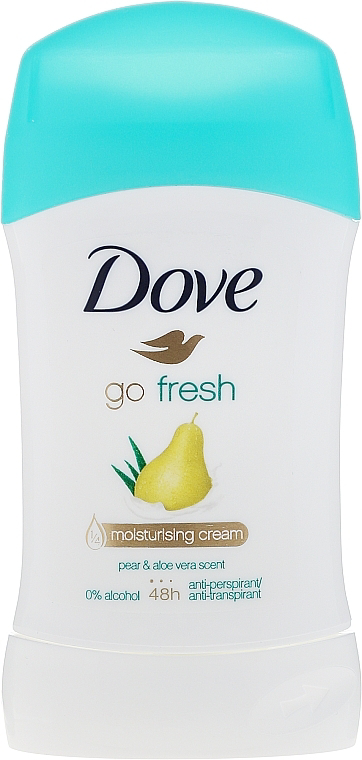 Dove
go fresh
1/4 moisturising cream
pear & aloe vera scent
0% alcohol 48h anti-perspirant/
anti-transpirant